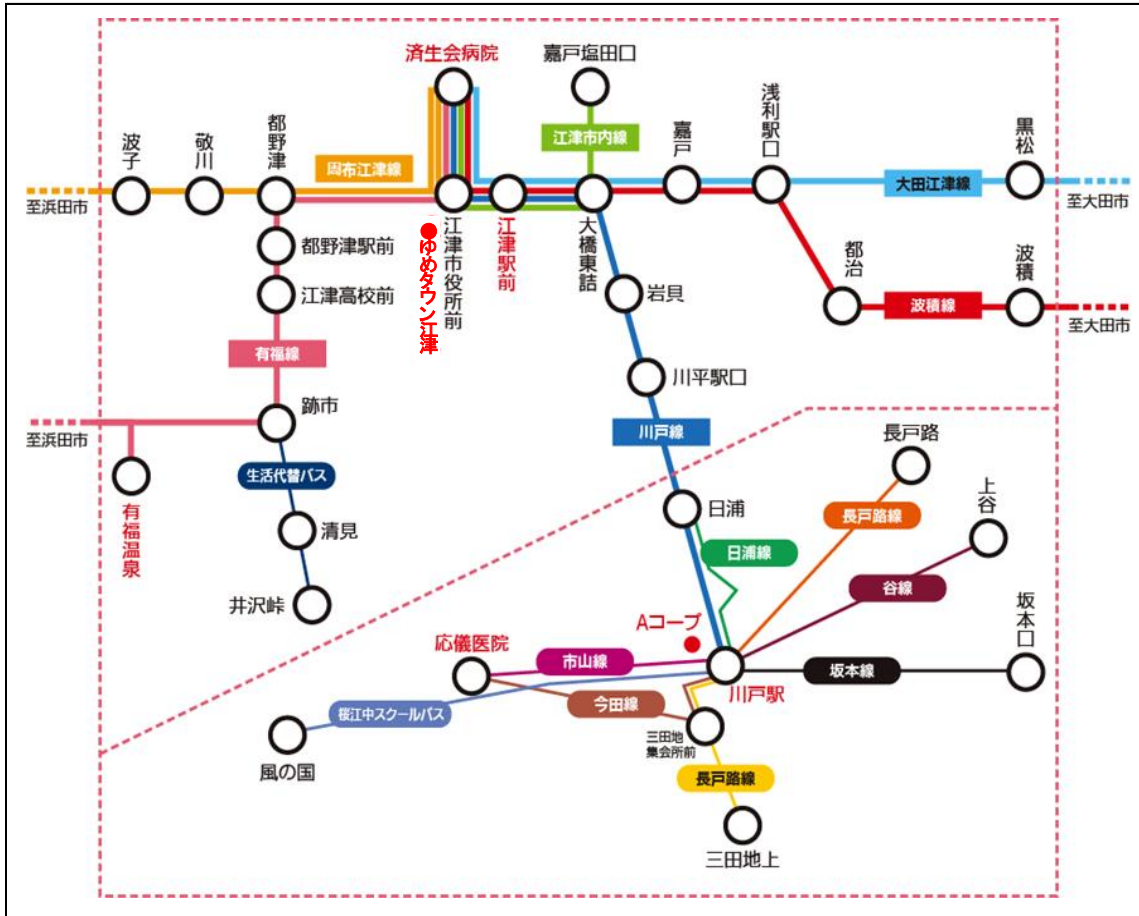 済生会病院
嘉戸塩田口
波子
敬川
都野津
周布江津線
江津市内線
嘉戸
浅利駅口
黒松
至浜田市
大田江津線
至大田市
都野津駅前
江津高校前
●ゆめタウン江津
江津市役所前
江津駅前
大橋東詰
岩貝
都治
波積
波積線
至大田市
有福線
川平駅口
跡市
至浜田市
川戸線
長戸路
生活代替バス
有福温泉
清見
日浦
長戸路線
上谷
日浦線
谷線
井沢峠
Aコープ
坂本口
応儀医院
市山線
川戸駅
坂本線
今田線
桜江中スクールバス
風の国
三田地
集会所前
長戸路線
三田地上